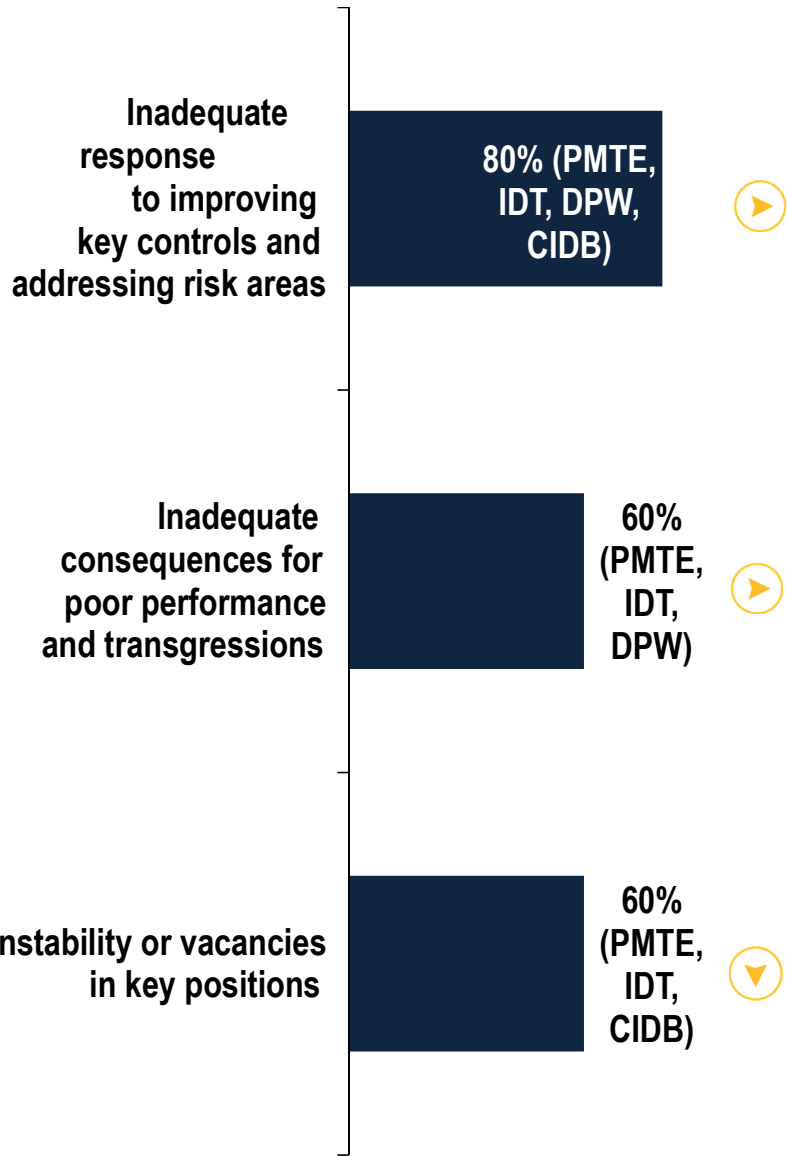 Inadequate
response
to improving
key controls and
addressing risk areas
80% (PMTE,
IDT, DPW,
CIDB)
Inadequate
consequences for
poor performance
and transgressions
60%
(PMTE,
IDT,
DPW)
nstability or vacancies
in key positions
60%
(PMTE,
IDT,
CIDB)